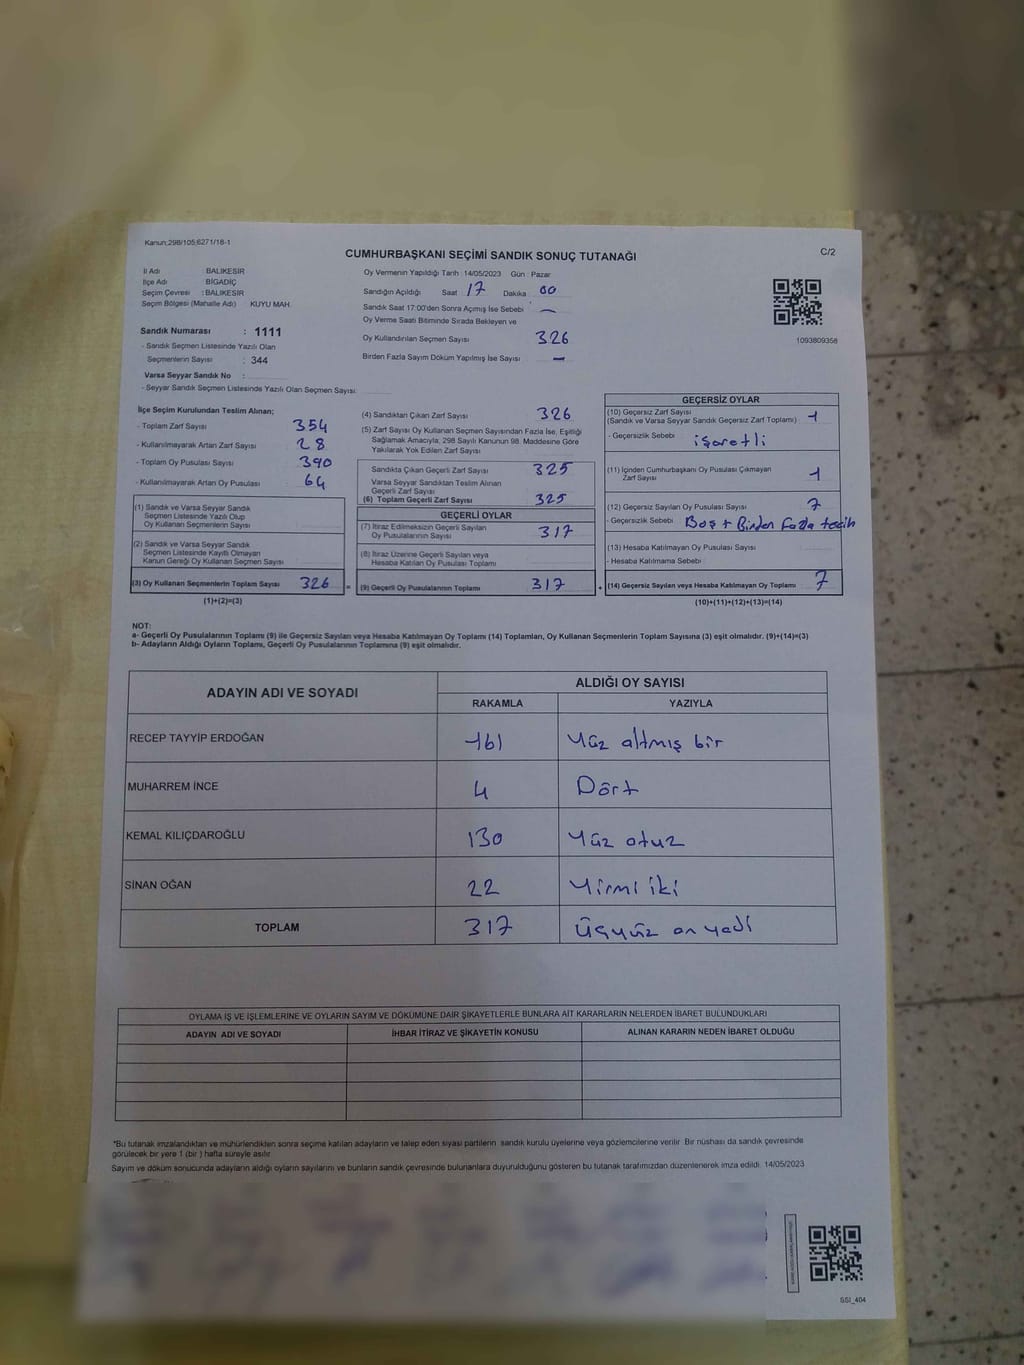 Kanun:298/105;6271/18-1
CUMHURBAŞKANI SEÇİMİ SANDIK SONUÇ TUTANAĞI
C/2
İl Adı BALIKESİR
İlçe Adı BİGADİÇ
Seçim Çevresi : BALIKESİR
Seçim Bölgesi (Mahalle Adı) KUYU MAH.
Sandık Numarası : 1111
- Sandık Seçmen Listesinde Yazılı Olan
Seçmenlerin Sayısı : 344
Varsa Seyyar Sandık No :
- Seyyar Sandık Seçmen Listesinde Yazılı Olan Seçmen Sayısı:
Oy Vermenin Yapıldığı Tarih : 14/05/2023 Gün : Pazar
Sandığın Açıldığı Saat 17 Dakika 00
Sandık Saat 17:00'den Sonra Açımış İse Sebebi -
Oy Verme Saati Bitiminde Sırada Bekleyen ve
Oy Kullandırılan Seçmen Sayısı 326
Birden Fazla Sayım Döküm Yapılmış İse Sayısı -
1093809358
İlçe Seçim Kurulundan Teslim Alınan;
- Toplam Zarf Sayısı 354
- Kullanılmayarak Artan Zarf Sayısı 28
- Toplam Oy Pusulası Sayısı 390
- Kullanılmayarak Artan Oy Pusulası 64
(1) Sandık ve Varsa Seyyar Sandık
Seçmen Listesinde Yazılı Olup
Oy Kullanan Seçmenlerin Sayısı
(2) Sandık ve Varsa Seyyar Sandık
Seçmen Listesinde Kayıtlı Olmayan
Kanun Gereği Oy Kullanan Seçmen Sayısı
(3) Oy Kullanan Seçmenlerin Toplam Sayısı 326 =
(1)+(2)=(3)
(4) Sandıktan Çıkan Zarf Sayısı 326
(5) Zarf Sayısı Oy Kullanan Seçmen Sayısından Fazla İse, Eşitliği
Sağlamak Amacıyla; 298 Sayılı Kanunun 98. Maddesine Göre
Yakılarak Yok Edilen Zarf Sayısı
Sandıkta Çıkan Geçerli Zarf Sayısı 325
Varsa Seyyar Sandıktan Teslim Alınan
Geçerli Zarf Sayısı
(6) Toplam Geçerli Zarf Sayısı 325
GEÇERLİ OYLAR
(7) İtiraz Edilmeksizin Geçerli Sayılan
Oy Pusulalarının Sayısı 317
(8) İtiraz Üzerine Geçerli Sayılan veya
Hesaba Katılan Oy Pusulası Toplamı
(9) Geçerli Oy Pusulalarının Toplamı 317 +
GEÇERSİZ OYLAR
(10) Geçersiz Zarf Sayısı
(Sandık ve Varsa Seyyar Sandık Geçersiz Zarf Toplamı) 1
- Geçersizlik Sebebi : işaretli
(11) İçinden Cumhurbaşkanı Oy Pusulası Çıkmayan
Zarf Sayısı 1
(12) Geçersiz Sayılan Oy Pusulası Sayısı 7
- Geçersizlik Sebebi Boş + Birden fazla tercih
(13) Hesaba Katılmayan Oy Pusulası Sayısı
- Hesaba Katılmama Sebebi
(14) Geçersiz Sayılan veya Hesaba Katılmayan Oy Toplamı 7
(10)+(11)+(12)+(13)=(14)
NOT:
a- Geçerli Oy Pusulalarının Toplamı (9) ile Geçersiz Sayılan veya Hesaba Katılmayan Oy Toplamı (14) Toplamları, Oy Kullanan Seçmenlerin Toplam Sayısına (3) eşit olmalıdır. (9)+(14)=(3)
b- Adayların Aldığı Oyların Toplamı, Geçerli Oy Pusulalarının Toplamına (9) eşit olmalıdır.
ADAYIN ADI VE SOYADI
ALDIĞI OY SAYISI
RAKAMLA YAZIYLA
RECEP TAYYİP ERDOĞAN 161 Yüz altmış bir
MUHARREM İNCE 4 Dört
KEMAL KILIÇDAROĞLU 130 Yüz otuz
SİNAN OĞAN 22 Yirmi iki
TOPLAM 317 Üçyüz on yedi
OYLAMA İŞ VE İŞLEMLERİNE VE OYLARIN SAYIM VE DÖKÜMÜNE DAİR ŞİKAYETLERLE BUNLARA AİT KARARLARIN NELERDEN İBARET BULUNDUKLARI
ADAYIN ADI VE SOYADI İHBAR İTİRAZ VE ŞİKAYETİN KONUSU ALINAN KARARIN NEDEN İBARET OLDUĞU
*Bu tutanak imzalandıktan ve mühürlendikten sonra seçime katılan adayların ve talep eden siyasi partilerin sandık kurulu üyelerine veya gözlemcilerine verilir. Bir nüshası da sandık çevresinde
görülecek bir yere 1 (bir ) hafta süreyle asılır.
Sayım ve döküm sonucunda adayların aldığı oyların sayılarını ve bunların sandık çevresinde bulunanlara duyurulduğunu gösteren bu tutanak tarafımızdan düzenlenerek imza edildi. 14/05/2023
SSI_404